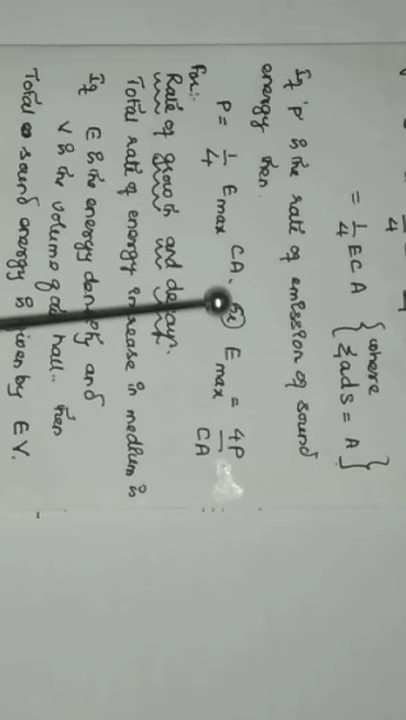 4
= 1/4 E C A {where ΣadS = A}
If 'P' is the rate of emission of sound
energy then.
P = 1/4 Emax CA. Emax = 4P/CA
For:-
Rate of growth and decay.
Total rate of energy increase in medium is
If E is the energy density and
V is the volume of hall. then
Total sound energy is given by EV.